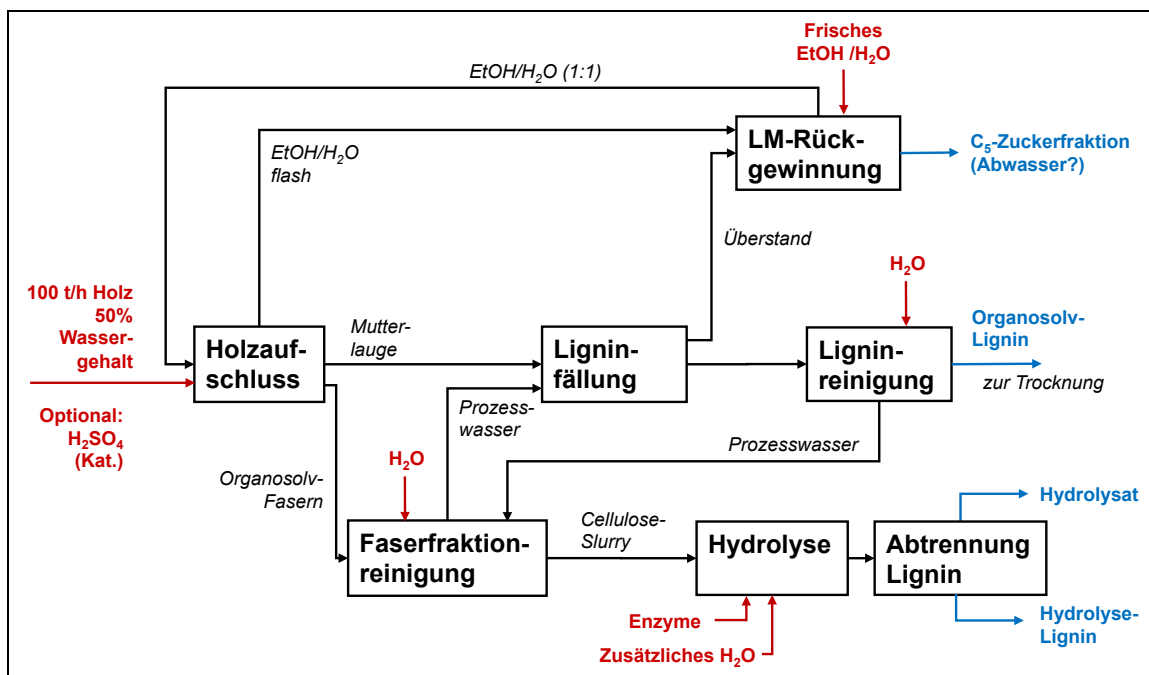 Frisches
EtOH /H₂O
EtOH/H₂O (1:1)
LM-Rück-
gewinnung
C₅-Zuckerfraktion
(Abwasser?)
EtOH/H₂O
flash
Überstand
H₂O
100 t/h Holz
50%
Wasser-
gehalt
Holzauf-
schluss
Mutter-
lauge
Lignin-
fällung
Lignin-
reinigung
Organosolv-
Lignin
zur Trocknung
Optional:
H₂SO₄
(Kat.)
Prozess-
wasser
Prozesswasser
Organosolv-
Fasern
H₂O
Faserfraktion-
reinigung
Cellulose-
Slurry
Hydrolyse
Abtrennung
Lignin
Hydrolysat
Hydrolyse-
Lignin
Enzyme
Zusätzliches H₂O